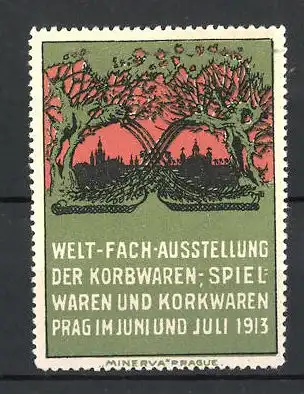 WELT-FACH-AUSSTELLUNG
DER KORBWAREN-, SPIEL-
WAREN UND KORKWAREN
PRAG IM JUNI UND JULI 1913
MINERVA-PRAGUE